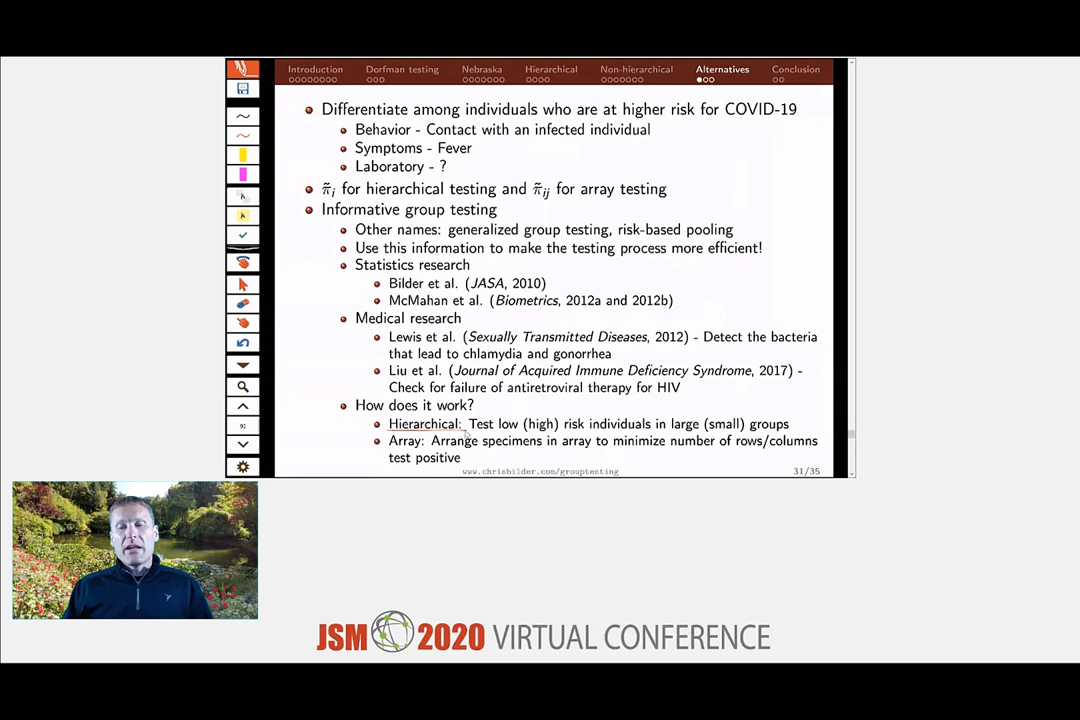 Introduction Dorfman testing Nebraska Hierarchical Non-hierarchical Alternatives Conclusion
Differentiate among individuals who are at higher risk for COVID-19
Behavior - Contact with an infected individual
Symptoms - Fever
Laboratory - ?
π̃i for hierarchical testing and π̃ij for array testing
Informative group testing
Other names: generalized group testing, risk-based pooling
Use this information to make the testing process more efficient!
Statistics research
Bilder et al. (JASA, 2010)
McMahan et al. (Biometrics, 2012a and 2012b)
Medical research
Lewis et al. (Sexually Transmitted Diseases, 2012) - Detect the bacteria
that lead to chlamydia and gonorrhea
Liu et al. (Journal of Acquired Immune Deficiency Syndrome, 2017) -
Check for failure of antiretroviral therapy for HIV
How does it work?
Hierarchical: Test low (high) risk individuals in large (small) groups
Array: Arrange specimens in array to minimize number of rows/columns
test positive
www.chrisbilder.com/grouptesting 31/35
JSM 2020 VIRTUAL CONFERENCE